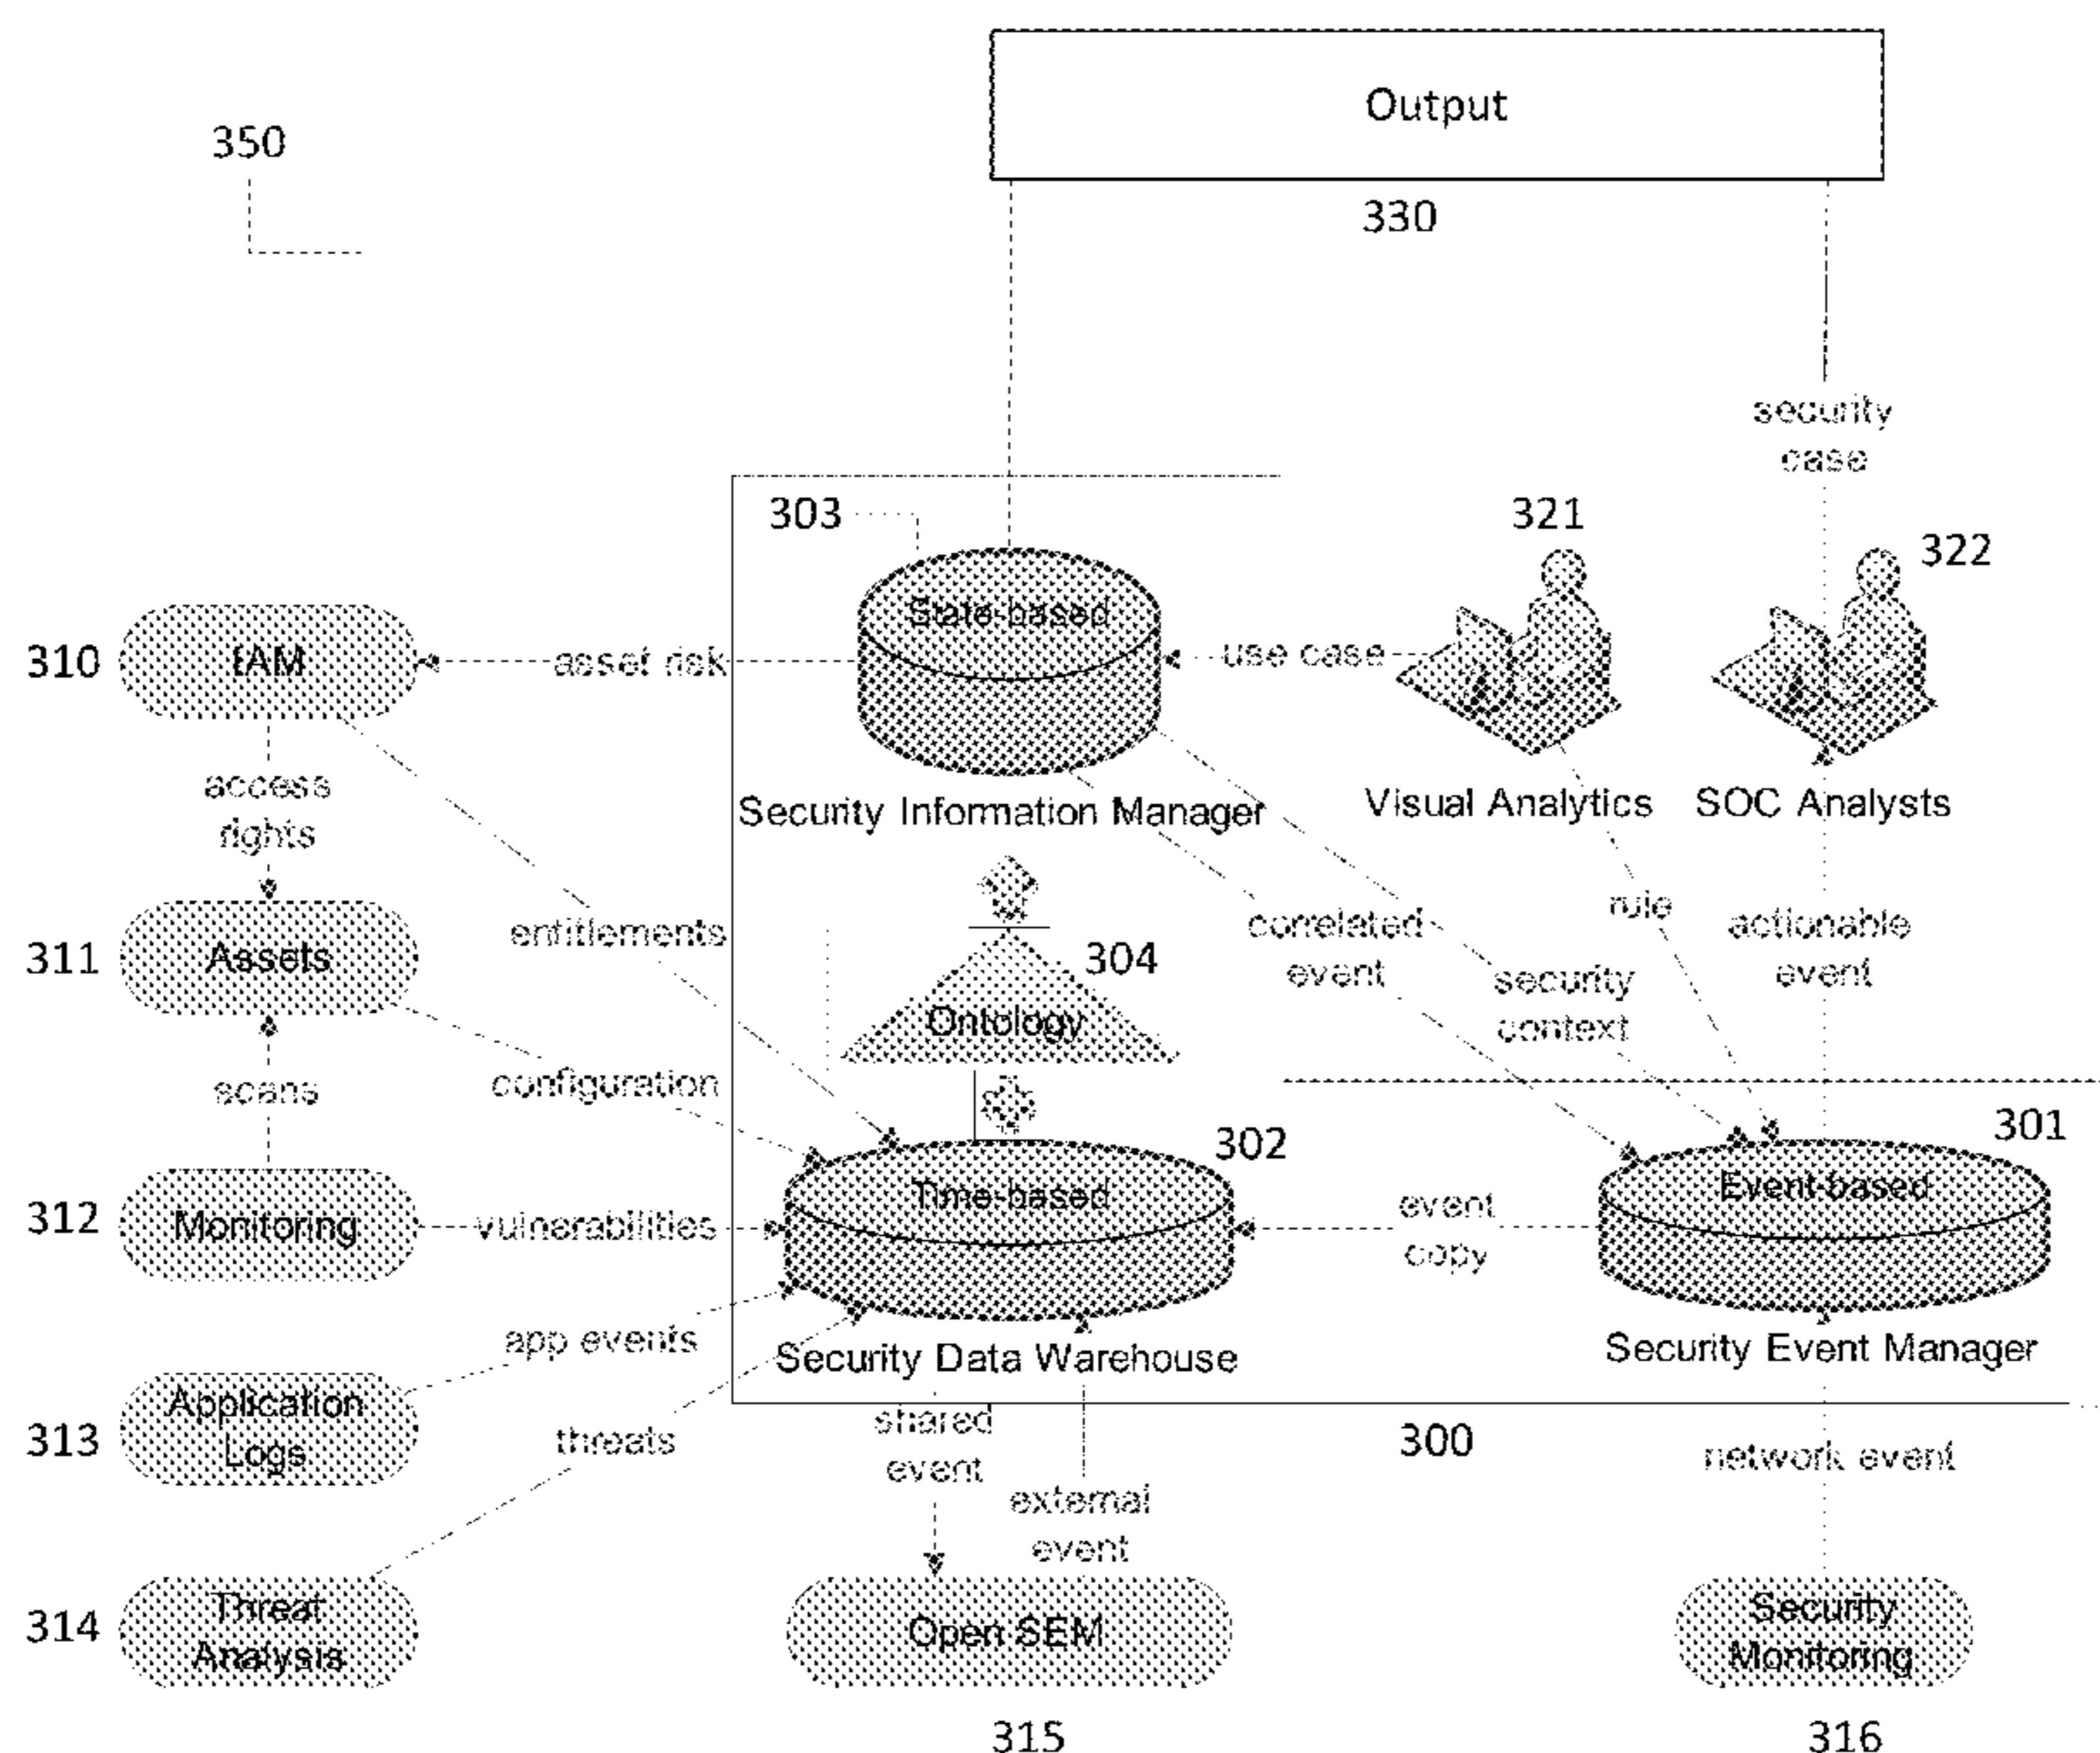 Output
350
330
security
case
303
321
322
State-based
310
IAM
asset risk
use case
access
rights
Security Information Manager
Visual Analytics
SOC Analysts
entitlements
correlated
event
rule
actionable
event
311
Assets
304
security
context
Ontology
scans
configuration
302
301
312
Monitoring
vulnerabilities
Time-based
event
copy
Event-based
app events
Security Data Warehouse
Security Event Manager
313
Application
Logs
threats
shared
event
300
network event
external
event
314
Threat
Analysis
Open SEM
Security
Monitoring
315
316